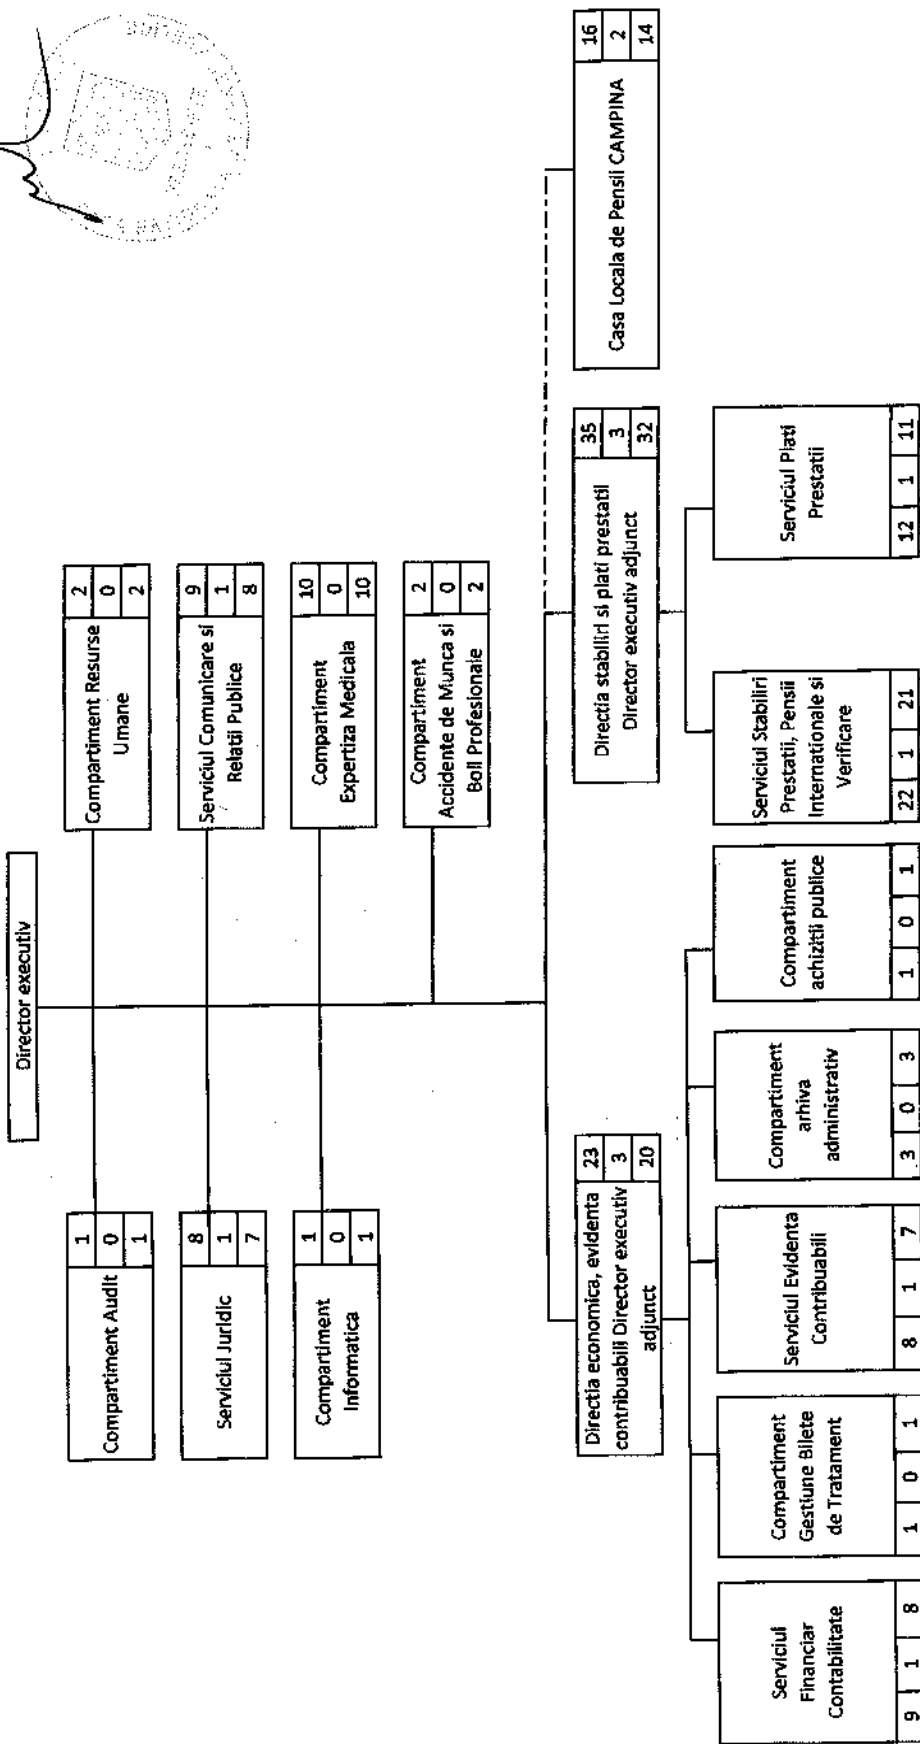 Director executiv
Compartiment Audit
1
0
1
Compartiment Resurse
Umane
2
0
2
Serviciul Juridic
8
1
7
Serviciul Comunicare si
Relatii Publice
9
1
8
Compartiment
Informatica
1
0
1
Compartiment
Expertiza Medicala
10
0
10
Compartiment
Accidente de Munca si
Boll Profesionale
2
0
2
Directia economica, evidenta
contribuabili Director executiv
adjunct
23
3
20
Directia stabiliri si plati prestatii
Director executiv adjunct
35
3
32
Casa Locala de Pensii CAMPINA
16
2
14
Serviciul
Financiar
Contabilitate
9 1 8
Compartiment
Gestiune Bilete
de Tratament
1 0 1
Serviciul Evidenta
Contribuabili
8 1 7
Compartiment
arhiva
administrativ
3 0 3
Compartiment
achizitii publice
1 0 1
Serviciul Stabiliri
Prestatii, Pensii
Internationale si
Verificare
22 1 21
Serviciul Plati
Prestatii
12 1 11